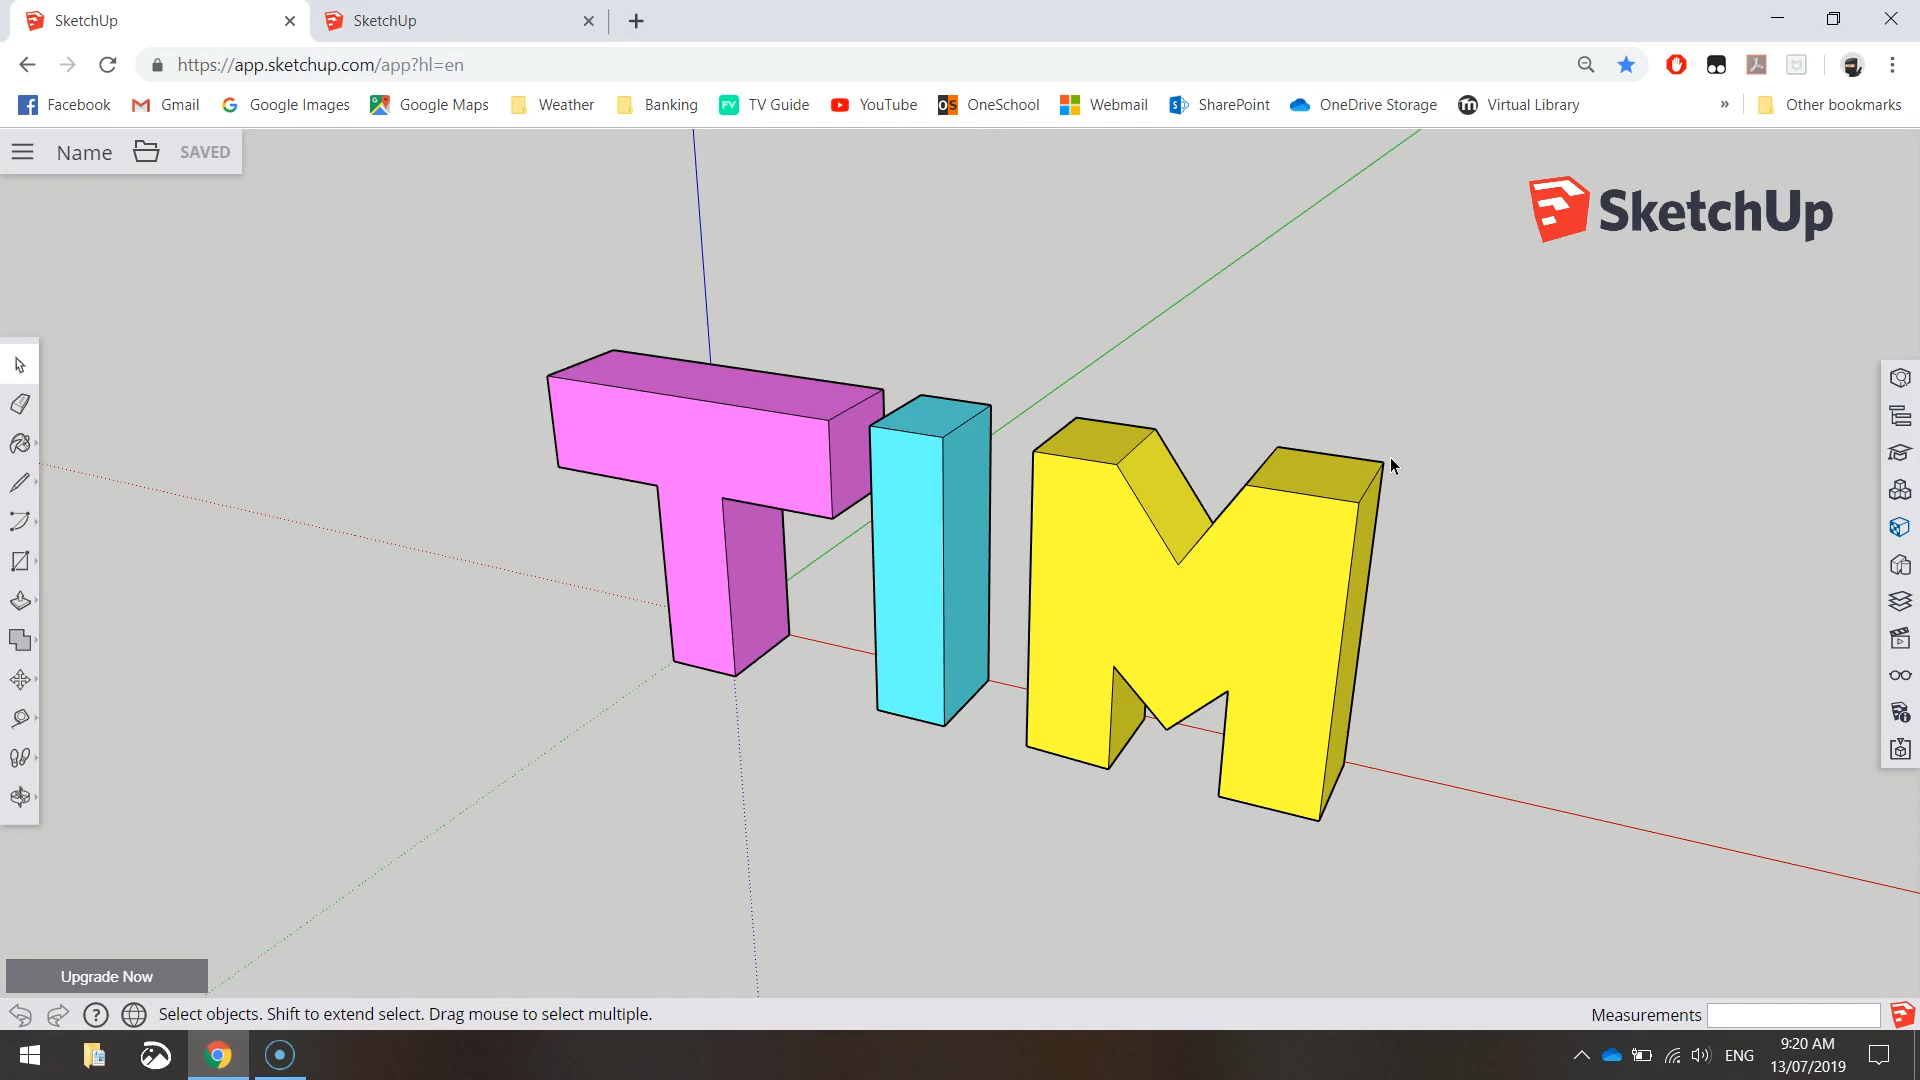 SketchUp
SketchUp
https://app.sketchup.com/app?hl=en
Facebook Gmail Google Images Google Maps Weather Banking TV Guide YouTube OneSchool Webmail SharePoint OneDrive Storage Virtual Library » Other bookmarks
Name SAVED
SketchUp
TIM
Upgrade Now
Select objects. Shift to extend select. Drag mouse to select multiple.
Measurements
ENG
9:20 AM
13/07/2019